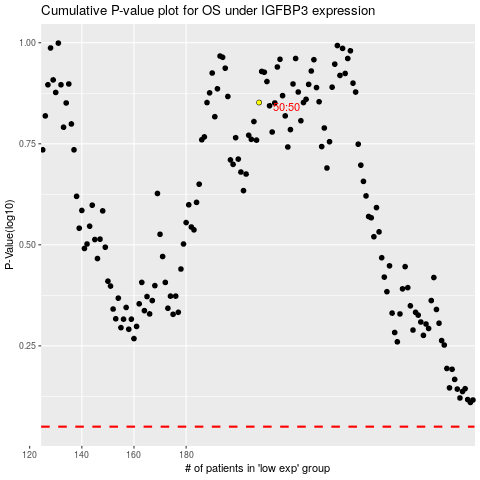 Cumulative P-value plot for OS under IGFBP3 expression
P-Value(log10)
1.00
0.75
0.50
0.25
50:50
120 140 160 180
# of patients in 'low exp' group